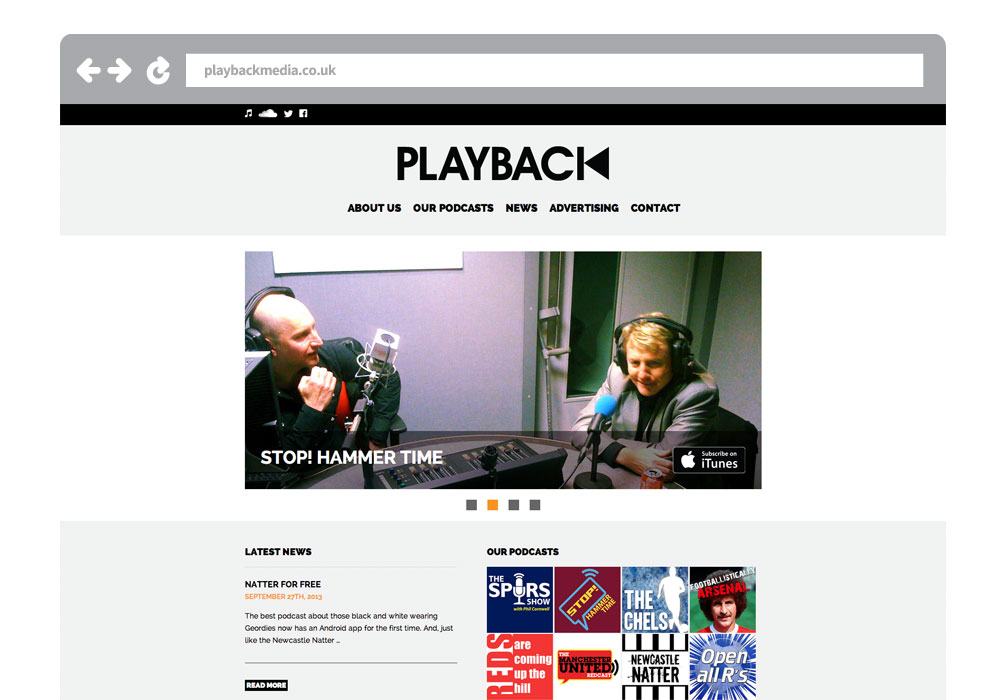 playbackmedia.co.uk
PLAYBACK
ABOUT US OUR PODCASTS NEWS ADVERTISING CONTACT
STOP! HAMMER TIME
Subscribe on
iTunes
LATEST NEWS
NATTER FOR FREE
SEPTEMBER 27TH, 2013
The best podcast about those black and white wearing
Geordies now has an Android app for the first time. And, just
like the Newcastle Natter ...
READ MORE
OUR PODCASTS
THE
SPURS
SHOW
with Phil Cornwell
STOP!
HAMMER
TIME
THE
CHELS
FOOTBALLISTICALLY
ARSENAL
REDS are
coming
up the
hill
THE
MANCHESTER
UNITED
REDCAST
NEWCASTLE
NATTER
Open
all R's